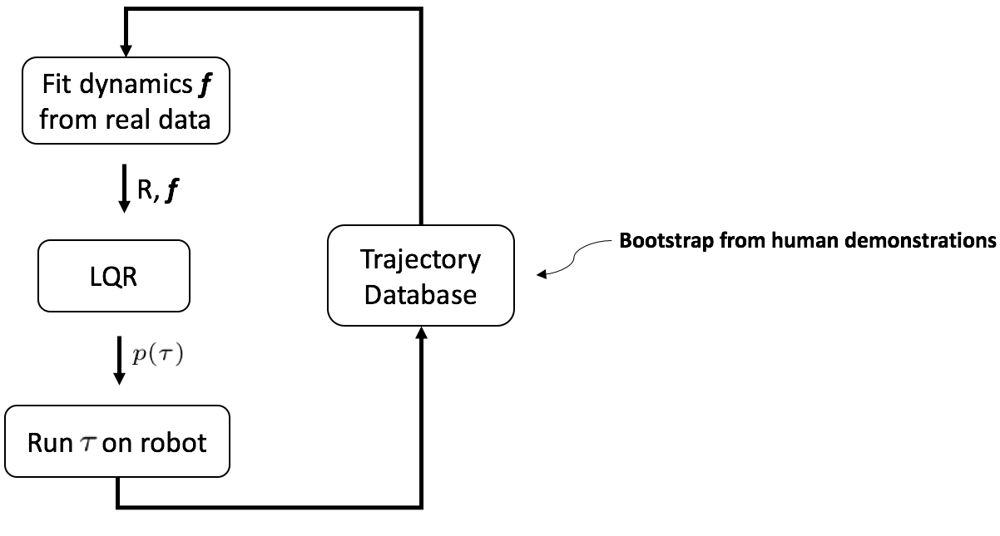 Fit dynamics f
from real data
R, f
LQR
p(τ)
Run τ on robot
Trajectory
Database
Bootstrap from human demonstrations